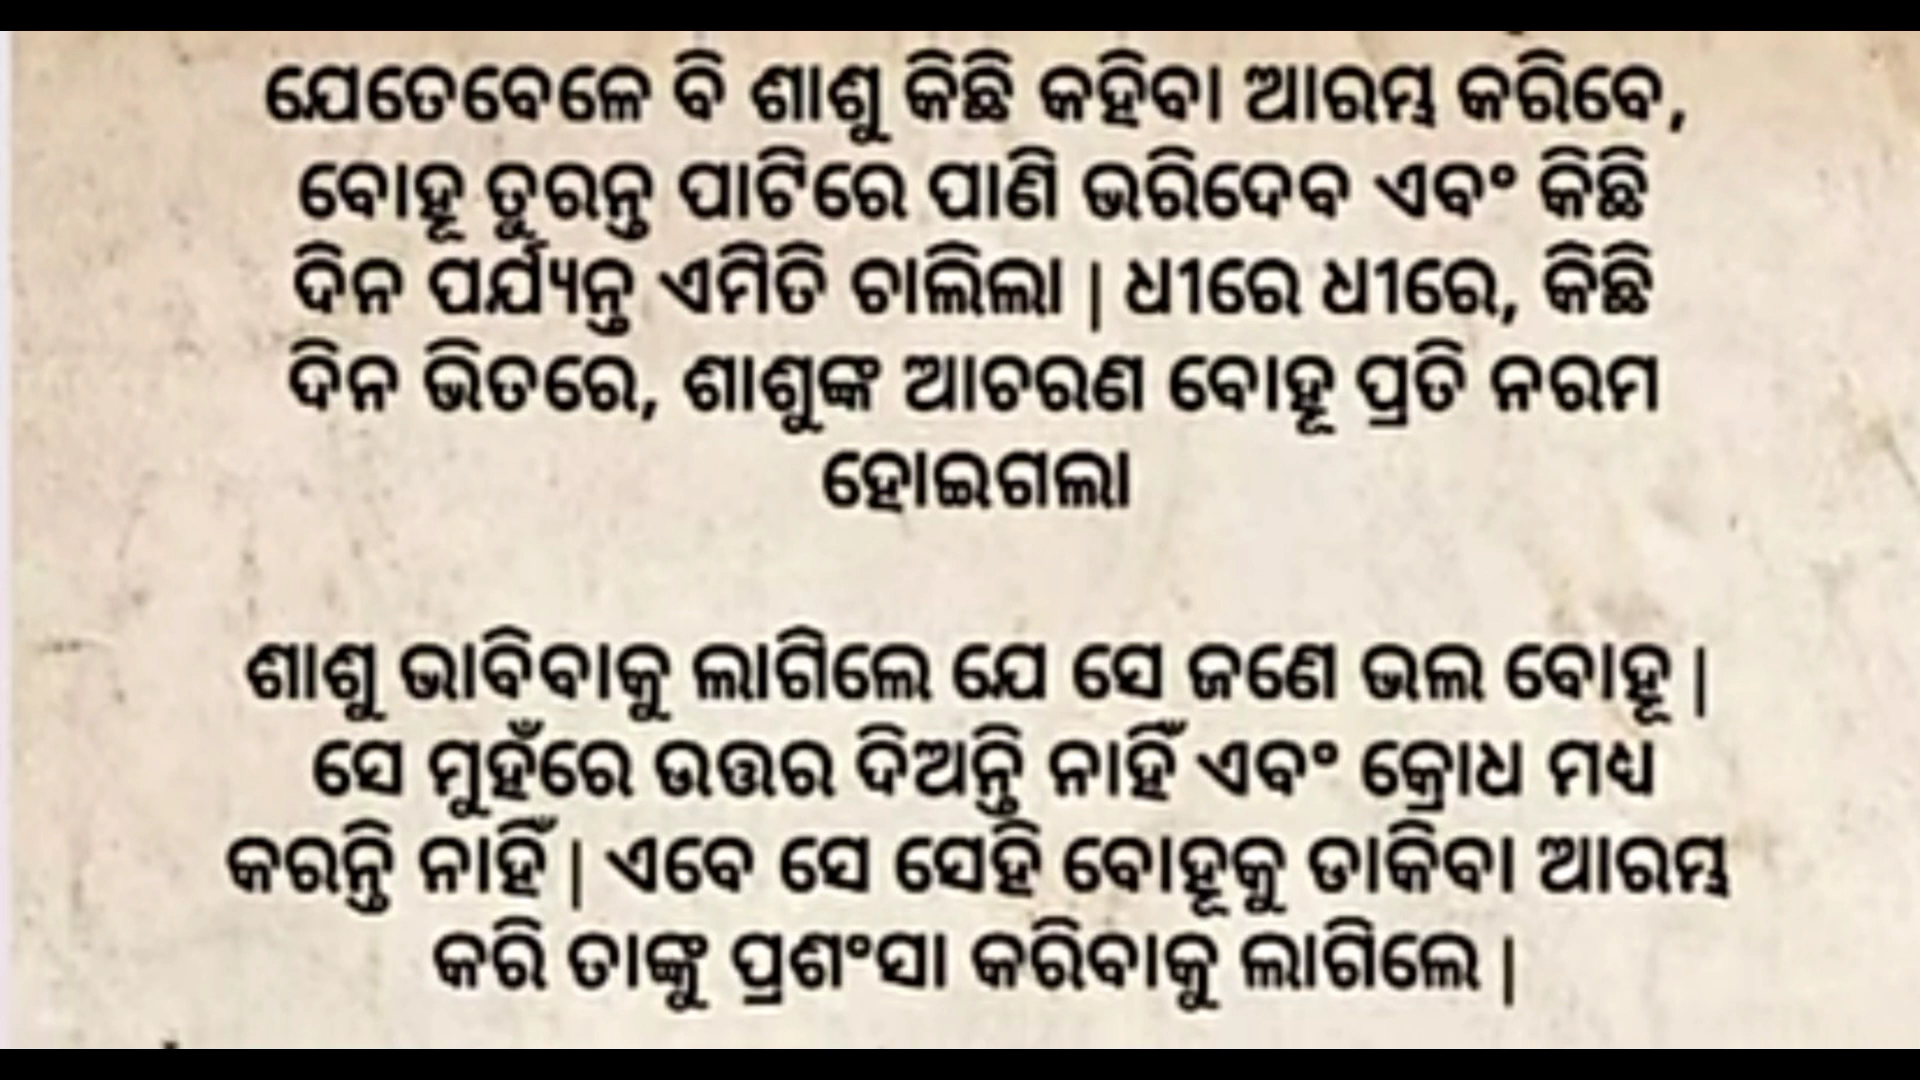 ଯେତେବେଳେ ବି ଶାଶୁ କିଛି କହିବା ଆରମ୍ଭ କରିବେ,
ବୋହୂ ତୁରନ୍ତ ପାଟିରେ ପାଣି ଭରିଦେବ ଏବଂ କିଛି
ଦିନ ପର୍ଯ୍ୟନ୍ତ ଏମିତି ଚାଲିଲା | ଧୀରେ ଧୀରେ, କିଛି
ଦିନ ଭିତରେ, ଶାଶୁଙ୍କ ଆଚରଣ ବୋହୂ ପ୍ରତି ନରମ
ହୋଇଗଲା
ଶାଶୁ ଭାବିବାକୁ ଲାଗିଲେ ଯେ ସେ ଜଣେ ଭଲ ବୋହୂ |
ସେ ମୁହଁରେ ଉତ୍ତର ଦିଅନ୍ତି ନାହିଁ ଏବଂ କ୍ରୋଧ ମଧ୍ୟ
କରନ୍ତି ନାହିଁ | ଏବେ ସେ ସେହି ବୋହୂକୁ ଡାକିବା ଆରମ୍ଭ
କରି ତାଙ୍କୁ ପ୍ରଶଂସା କରିବାକୁ ଲାଗିଲେ |